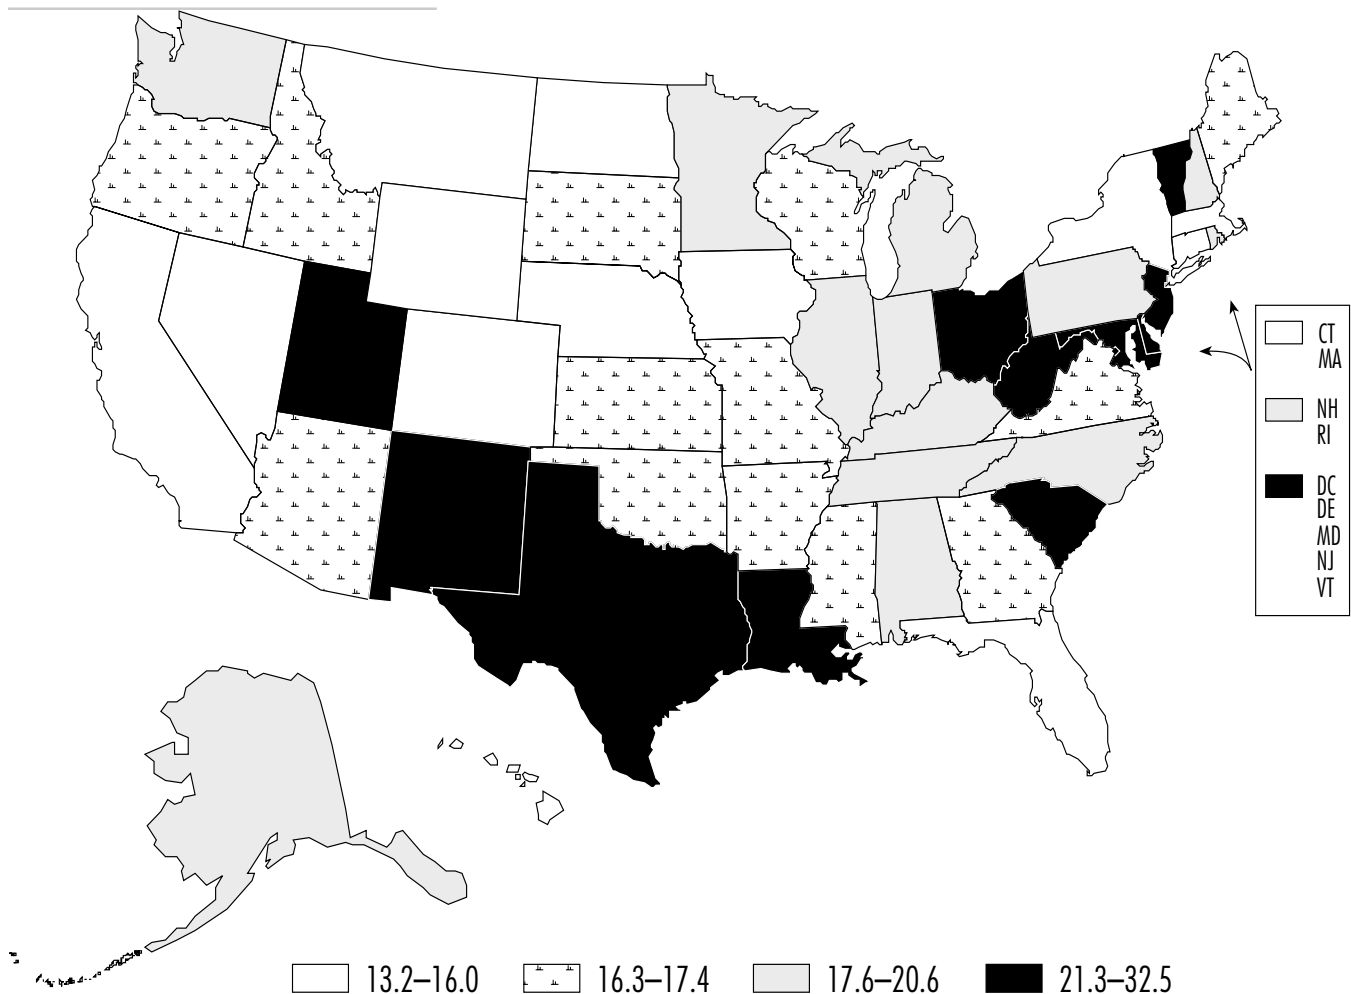 CT
MA
NH
RI
DC
DE
MD
NJ
VT
13.2–16.0
16.3–17.4
17.6–20.6
21.3–32.5